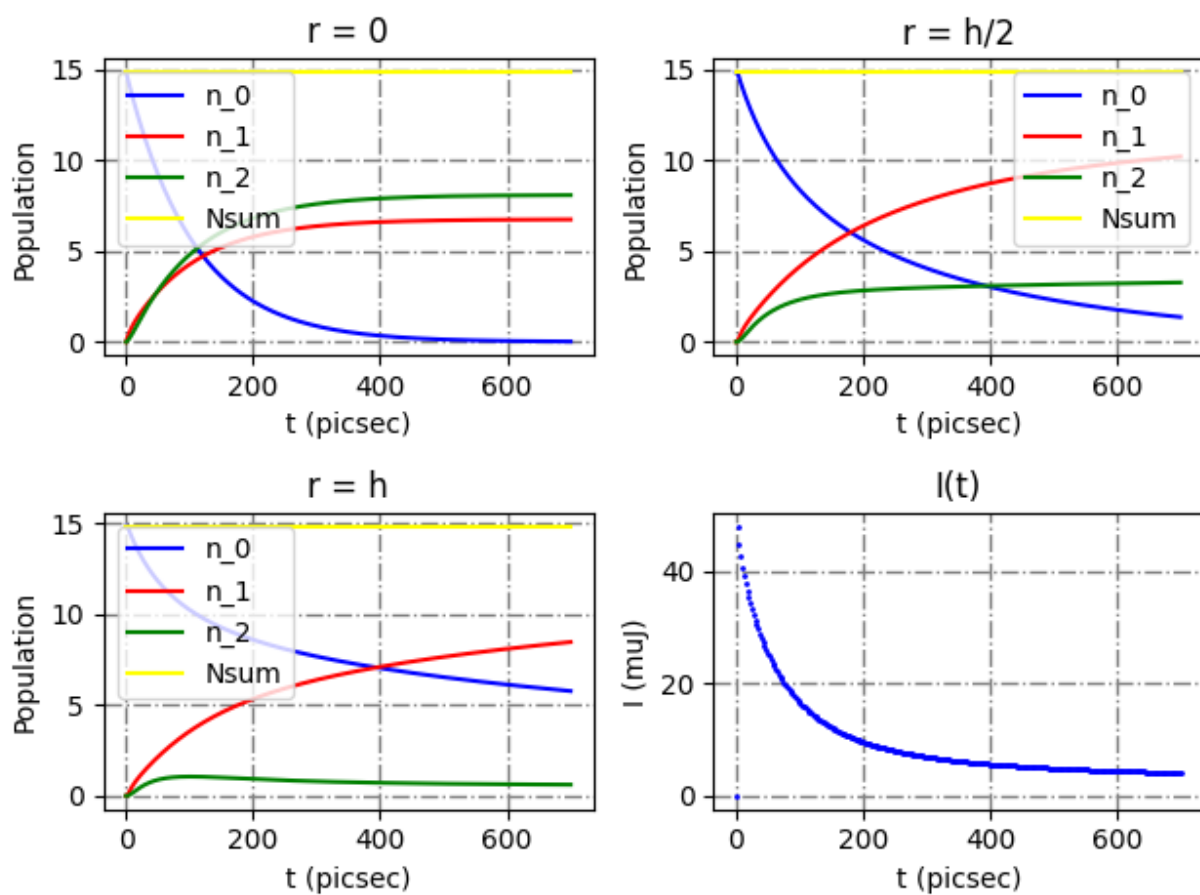 r = 0
15
10
5
0
Population
n_0
n_1
n_2
Nsum
0
200
400
600
t (picsec)
r = h/2
15
10
5
0
Population
n_0
n_1
n_2
Nsum
0
200
400
600
t (picsec)
r = h
15
10
5
0
Population
n_0
n_1
n_2
Nsum
0
200
400
600
t (picsec)
I(t)
40
20
0
I (muJ)
0
200
400
600
t (picsec)